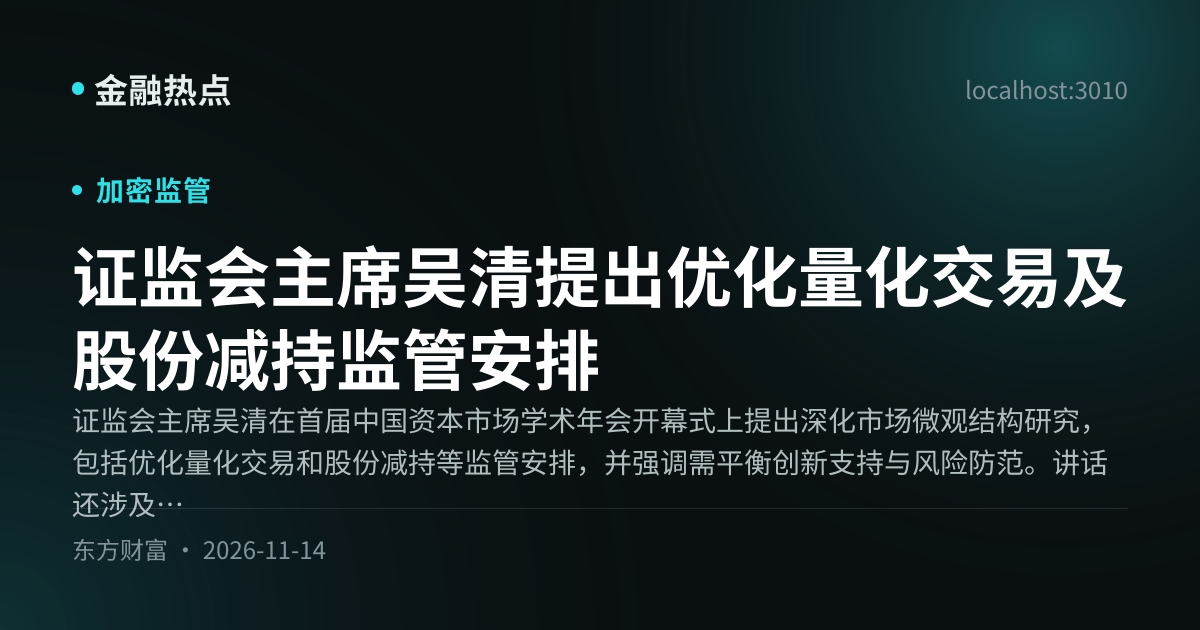 金融热点
localhost:3010
加密监管
证监会主席吴清提出优化量化交易及
股份减持监管安排
证监会主席吴清在首届中国资本市场学术年会开幕式上提出深化市场微观结构研究，
包括优化量化交易和股份减持等监管安排，并强调需平衡创新支持与风险防范。讲话
还涉及…
东方财富 • 2026-11-14